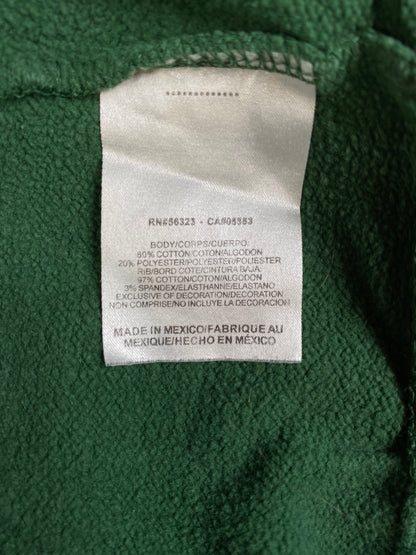 RN#56323 - CA#05553
BODY/CORPS/CUERPO:
80% COTTON/COTON/ALGODON
20% POLYESTER/POLYESTER/POLIESTER
RIB/BORD COTE/CINTURA BAJA:
97% COTTON/COTON/ALGODON
3% SPANDEX/ELASTHANNE/ELASTANO
EXCLUSIVE OF DECORATION/DECORATION
NON COMPRISE/NO INCLUYE LA DECORACION
MADE IN MEXICO/FABRIQUE AU
MEXIQUE/HECHO EN MÉXICO